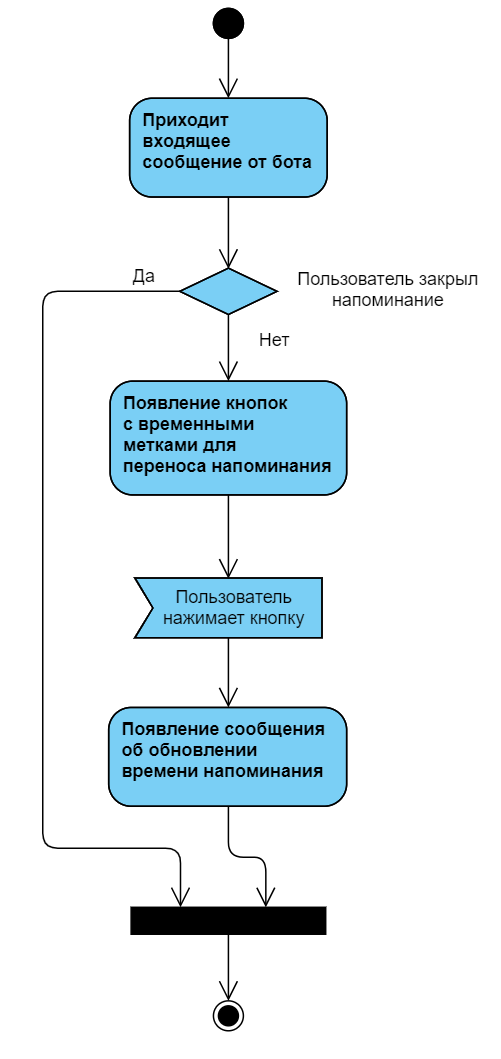 Приходит
входящее
сообщение от бота
Да
Пользователь закрыл
напоминание
Нет
Появление кнопок
с временными
метками для
переноса напоминания
Пользователь
нажимает кнопку
Появление сообщения
об обновлении
времени напоминания